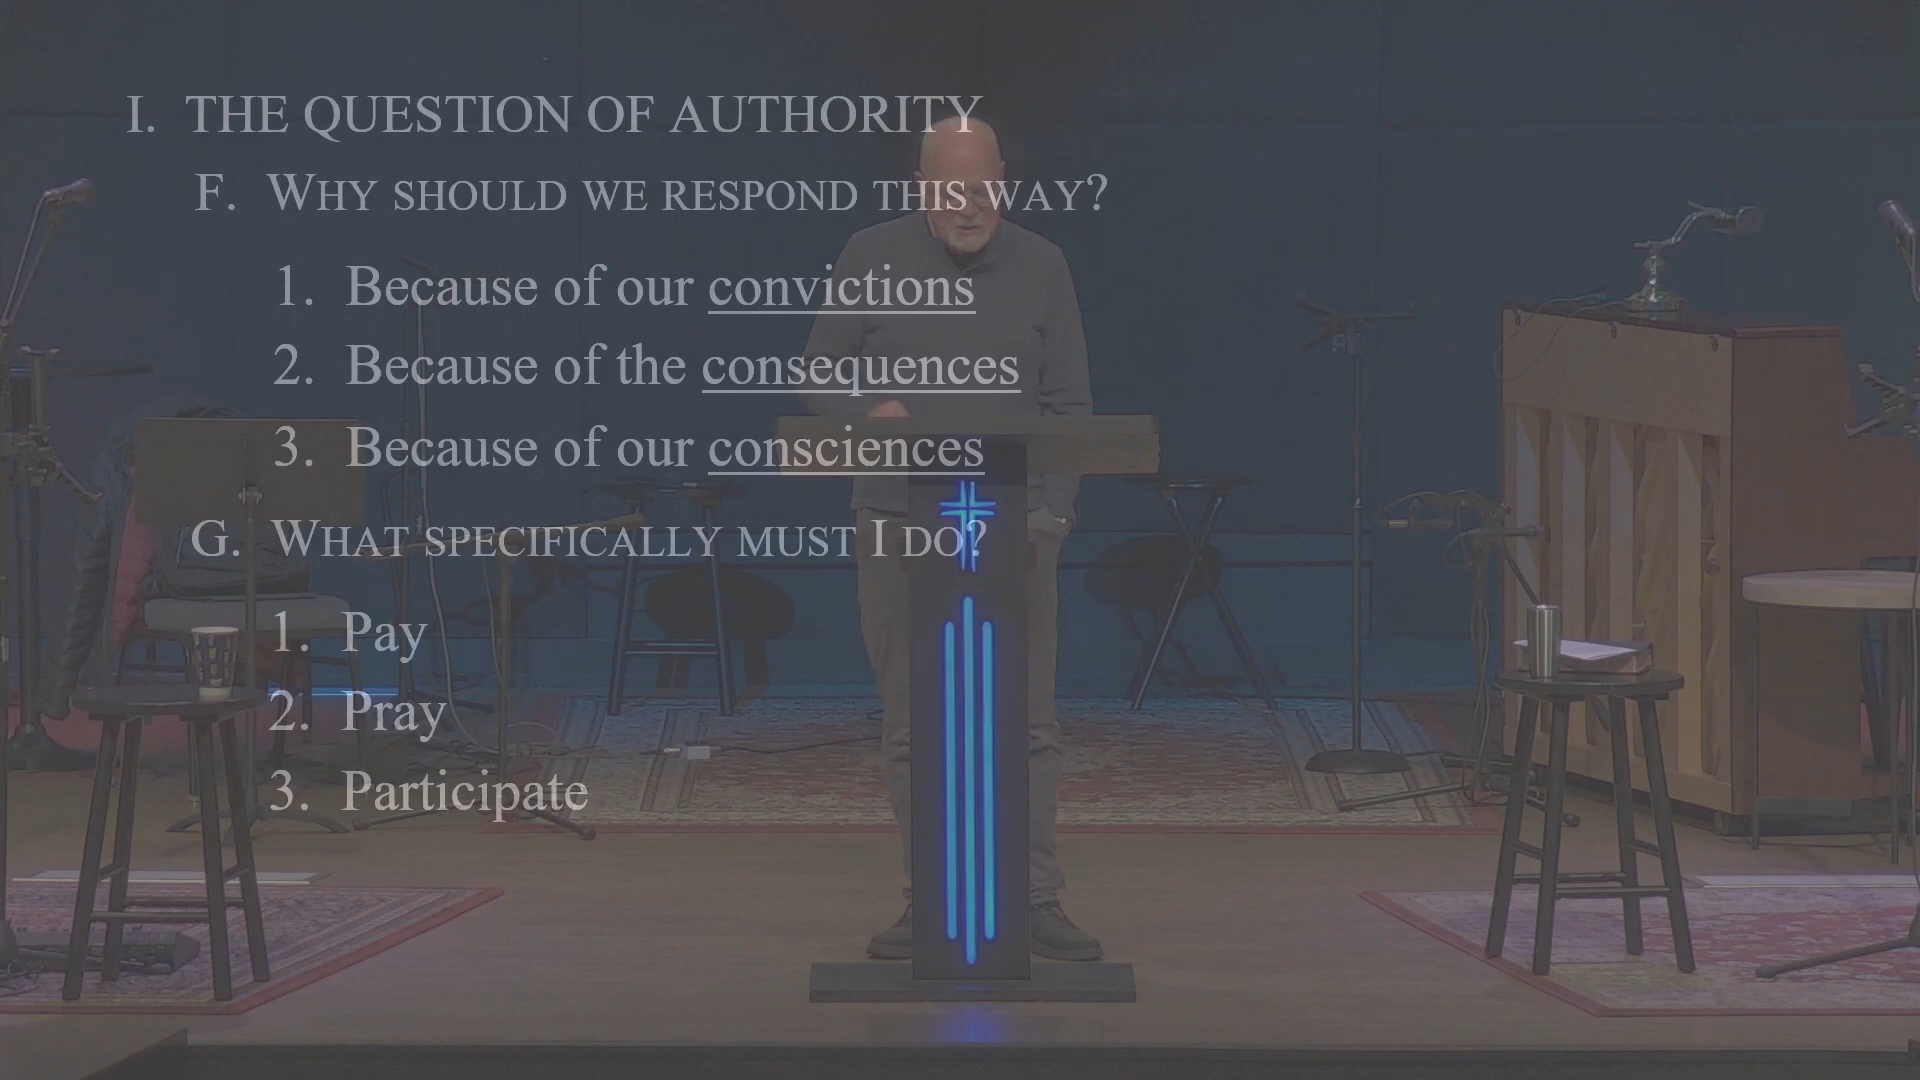 I. THE QUESTION OF AUTHORITY
F. WHY SHOULD WE RESPOND THIS WAY?
1. Because of our convictions
2. Because of the consequences
3. Because of our consciences
G. WHAT SPECIFICALLY MUST I DO?
1. Pay
2. Pray
3. Participate